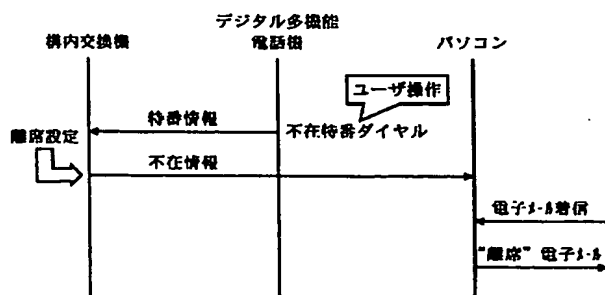 デジタル多機能
構内交換機
電話機
パソコン
ユーザ操作
特番情報
不在特番ダイヤル
離席設定
不在情報
電子メール着信
“離席” 電子メール